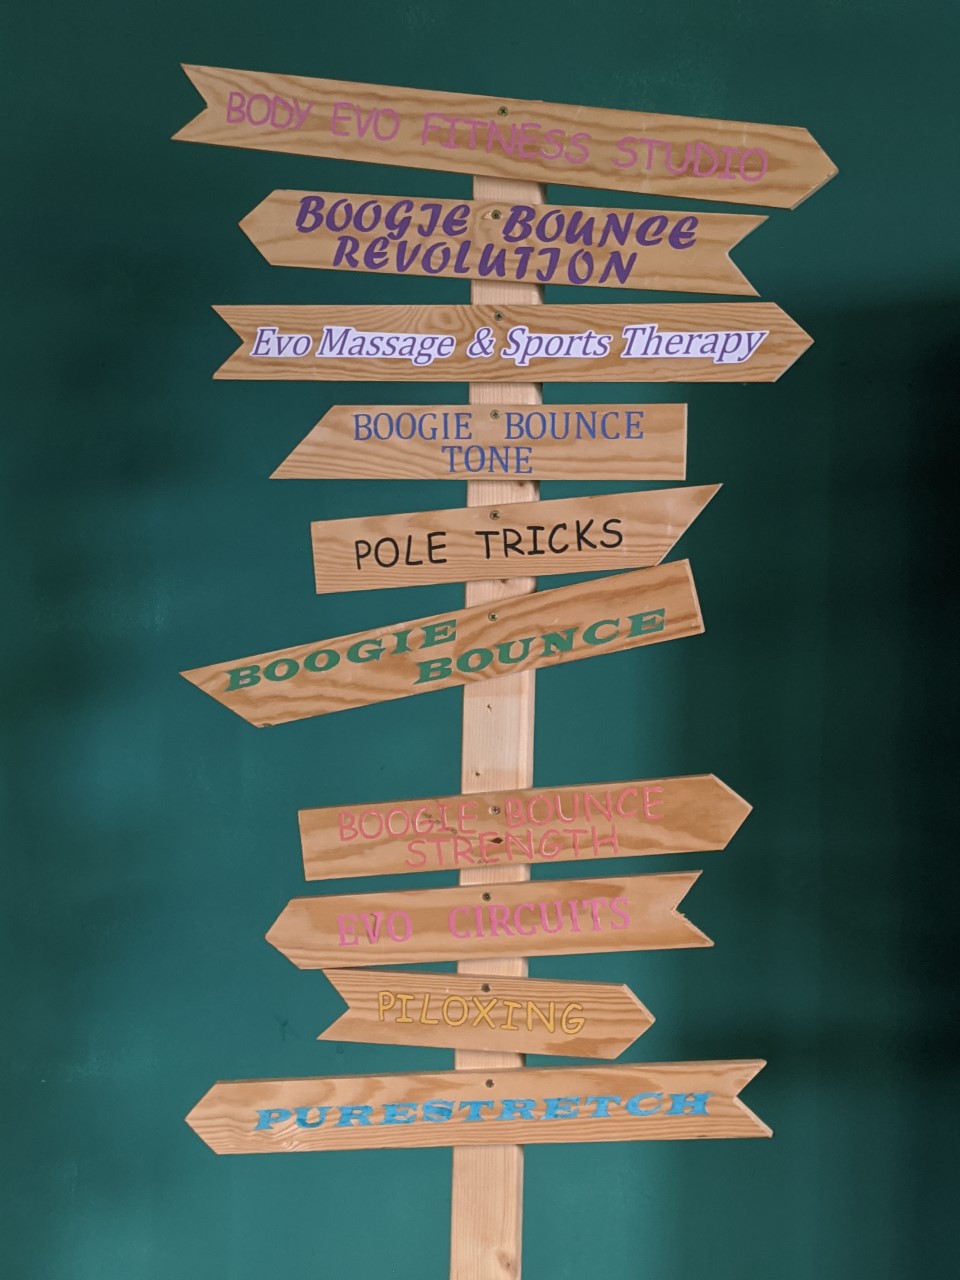 BODY EVO FITNESS STUDIO
BOOGIE BOUNCE
REVOLUTION
Evo Massage & Sports Therapy
BOOGIE BOUNCE
TONE
POLE TRICKS
BOOGIE
BOUNCE
BOOGIE BOUNCE
STRENGTH
EVO CIRCUITS
PILOXING
PURESTRETCH